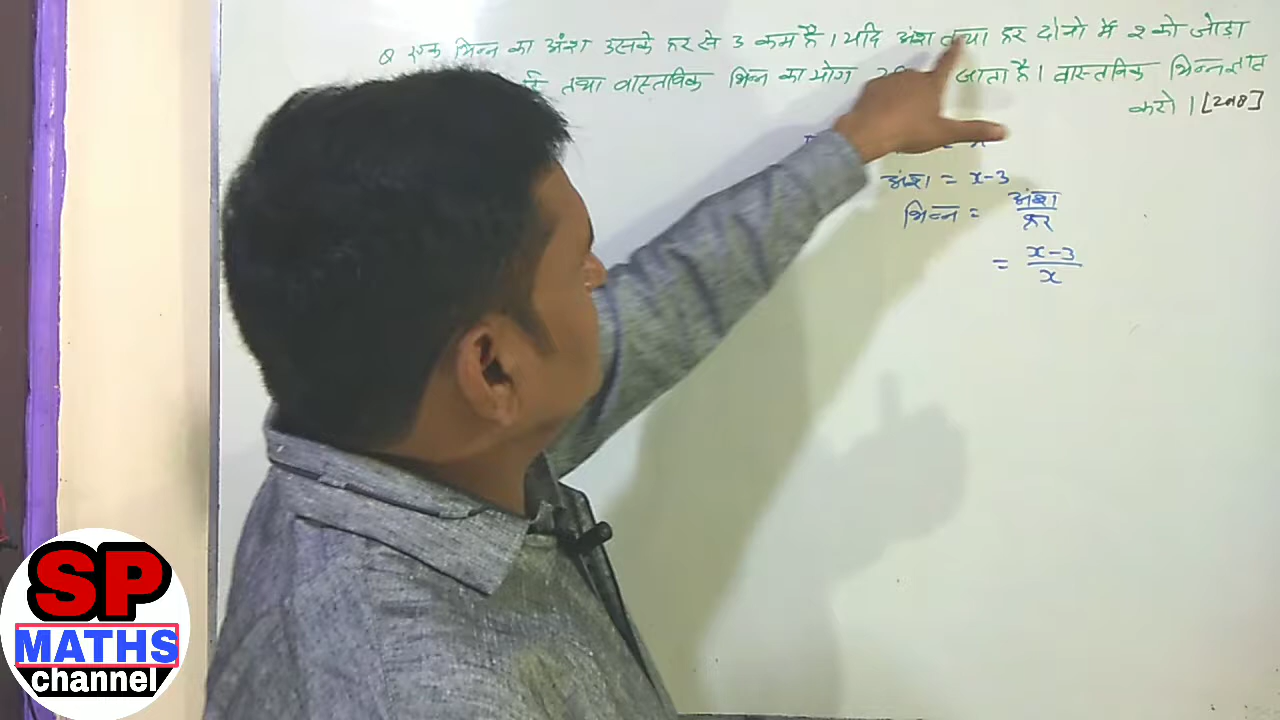 Q एक भिन्न का अंश उसके हर से 3 कम है । यदि अंश तथा हर दोनो में 2 को जोड़ा
तथा वास्तविक भिन्न का योग जाता है । वास्तविक भिन्न ज्ञात
करो । [2018]
अंश = x-3
भिन्न = अंश/हर
= x-3/x
SP
MATHS
channel